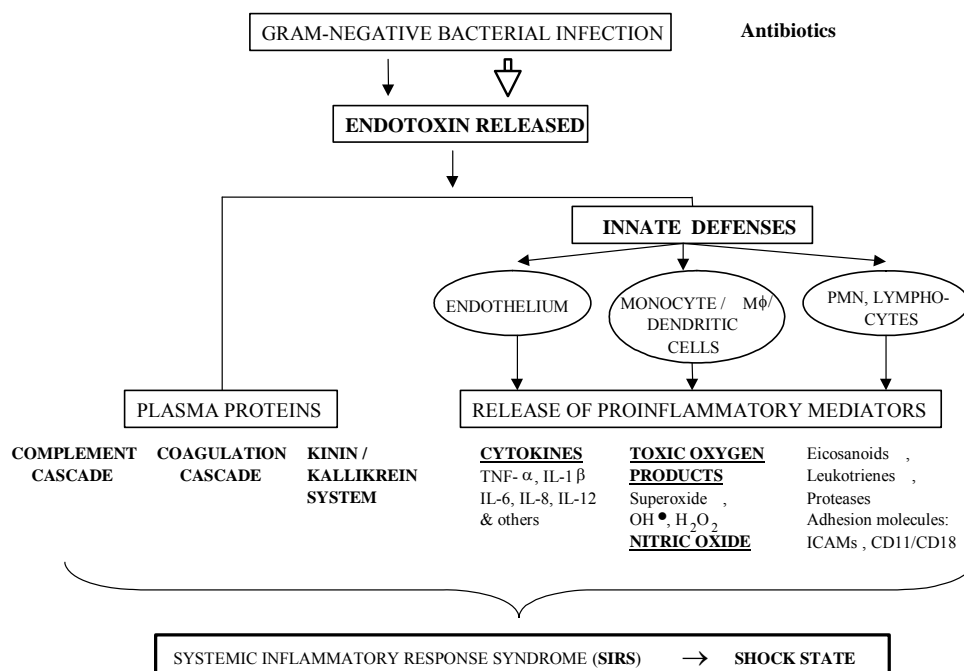 GRAM-NEGATIVE BACTERIAL INFECTION
Antibiotics
ENDOTOXIN RELEASED
INNATE DEFENSES
ENDOTHELIUM
MONOCYTE / Mϕ/
DENDRITIC
CELLS
PMN, LYMPHO-
CYTES
PLASMA PROTEINS
RELEASE OF PROINFLAMMATORY MEDIATORS
COMPLEMENT
CASCADE
COAGULATION
CASCADE
KININ /
KALLIKREIN
SYSTEM
CYTOKINES
TNF- α, IL-1 β
IL-6, IL-8, IL-12
& others
TOXIC OXYGEN
PRODUCTS
Superoxide ,
OH ●, H2O2
NITRIC OXIDE
Eicosanoids ,
Leukotrienes ,
Proteases
Adhesion molecules:
ICAMs , CD11/CD18
SYSTEMIC INFLAMMATORY RESPONSE SYNDROME (SIRS) → SHOCK STATE